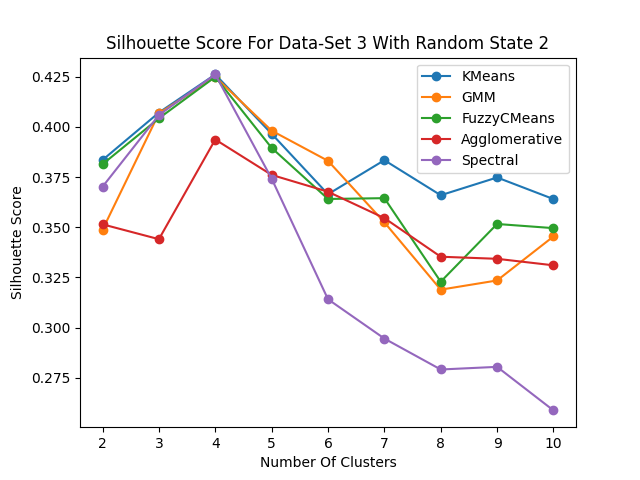 Silhouette Score For Data-Set 3 With Random State 2
Silhouette Score
0.425
0.400
0.375
0.350
0.325
0.300
0.275
KMeans
GMM
FuzzyCMeans
Agglomerative
Spectral
2 3 4 5 6 7 8 9 10
Number Of Clusters